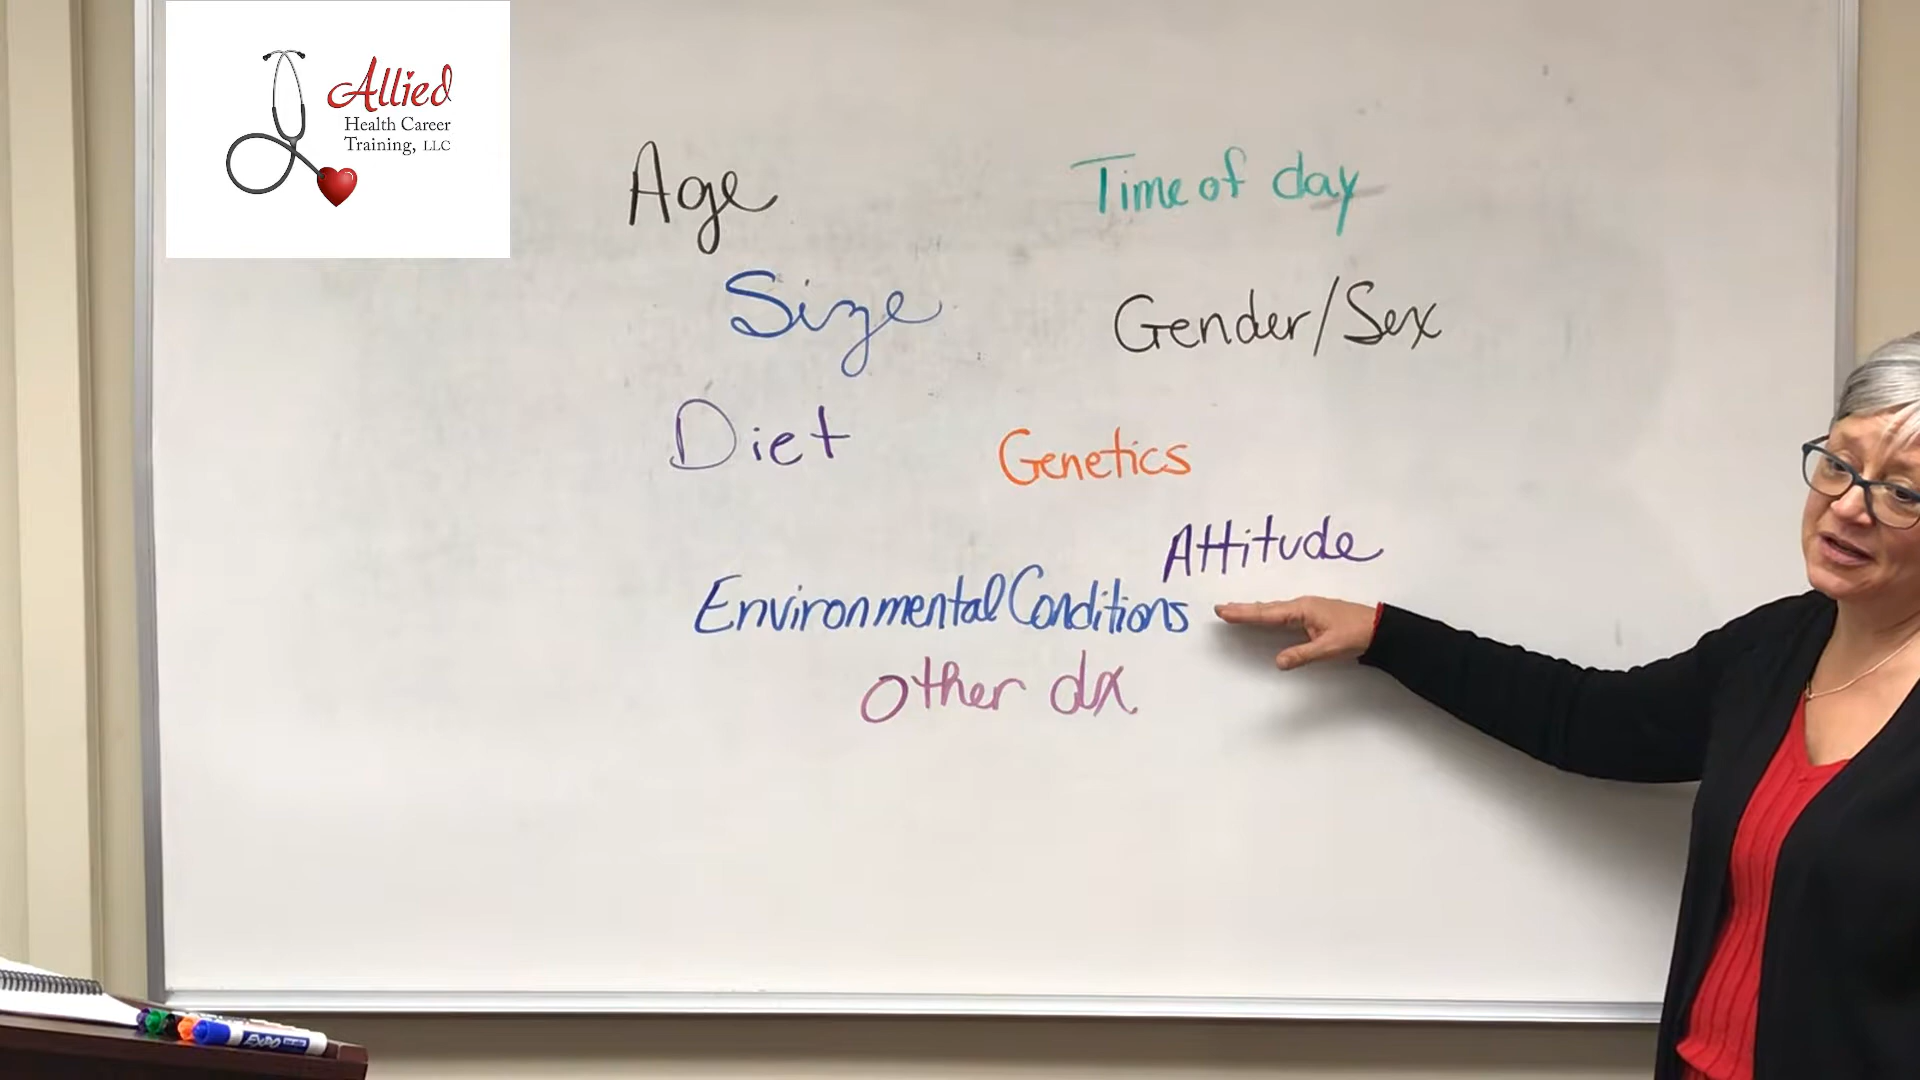 Allied
Health Career
Training, LLC
Age
Time of day
Size
Gender/Sex
Diet
Genetics
Attitude
Environmental Conditions
other dx
EXPO